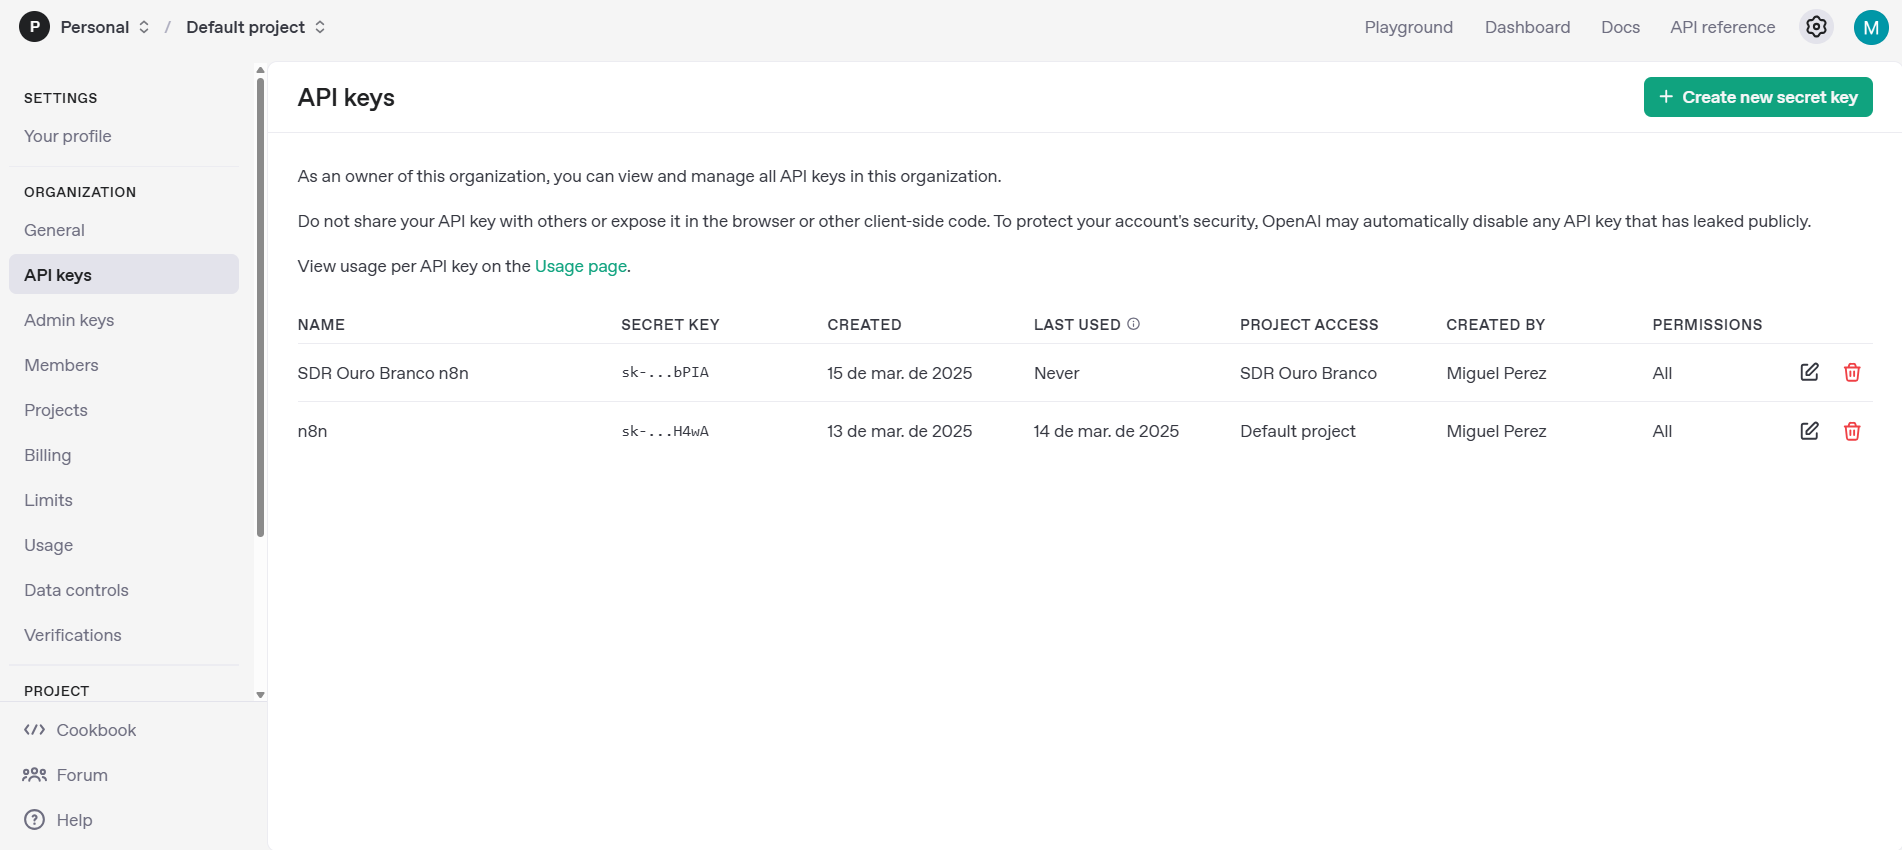 P Personal / Default project
Playground Dashboard Docs API reference M
SETTINGS
Your profile
ORGANIZATION
General
API keys
Admin keys
Members
Projects
Billing
Limits
Usage
Data controls
Verifications
PROJECT
Cookbook
Forum
Help
API keys
+ Create new secret key
As an owner of this organization, you can view and manage all API keys in this organization.
Do not share your API key with others or expose it in the browser or other client-side code. To protect your account's security, OpenAI may automatically disable any API key that has leaked publicly.
View usage per API key on the Usage page.
NAME SECRET KEY CREATED LAST USED PROJECT ACCESS CREATED BY PERMISSIONS
SDR Ouro Branco n8n sk-...bPIA 15 de mar. de 2025 Never SDR Ouro Branco Miguel Perez All
n8n sk-...H4wA 13 de mar. de 2025 14 de mar. de 2025 Default project Miguel Perez All